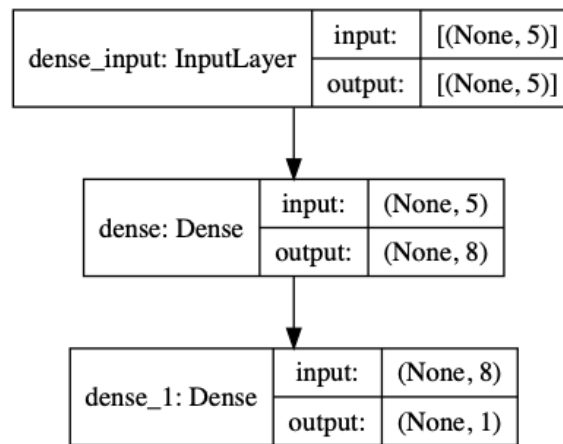 dense_input: InputLayer
input: [(None, 5)]
output: [(None, 5)]
dense: Dense
input: (None, 5)
output: (None, 8)
dense_1: Dense
input: (None, 8)
output: (None, 1)